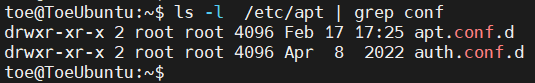 toe@ToeUbuntu:~$ ls -l  /etc/apt | grep conf
drwxr-xr-x 2 root root 4096 Feb 17 17:25 apt.conf.d
drwxr-xr-x 2 root root 4096 Apr  8  2022 auth.conf.d
toe@ToeUbuntu:~$